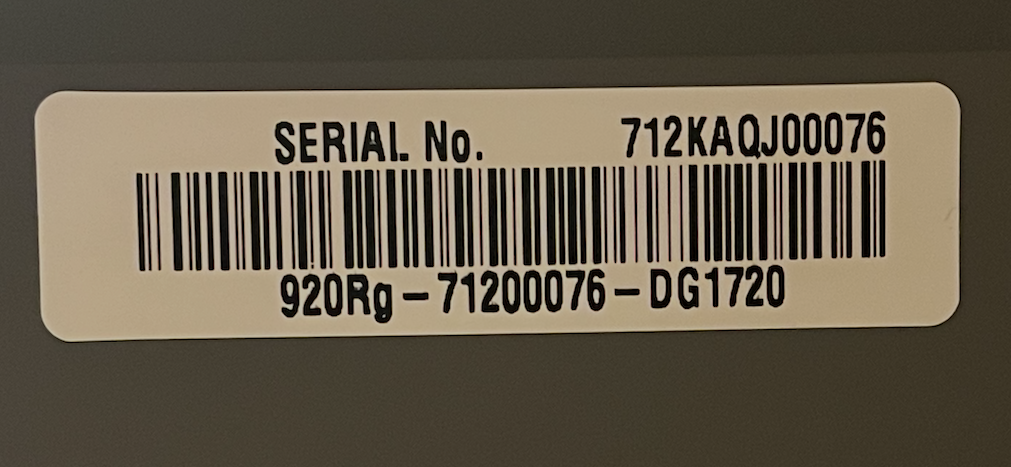 SERIAL No. 712KAQJ00076
920Rg-71200076-DG1720